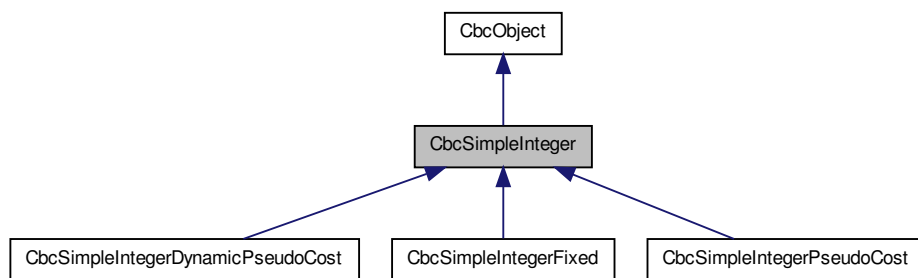 CbcObject
CbcSimpleInteger
CbcSimpleIntegerDynamicPseudoCost
CbcSimpleIntegerFixed
CbcSimpleIntegerPseudoCost